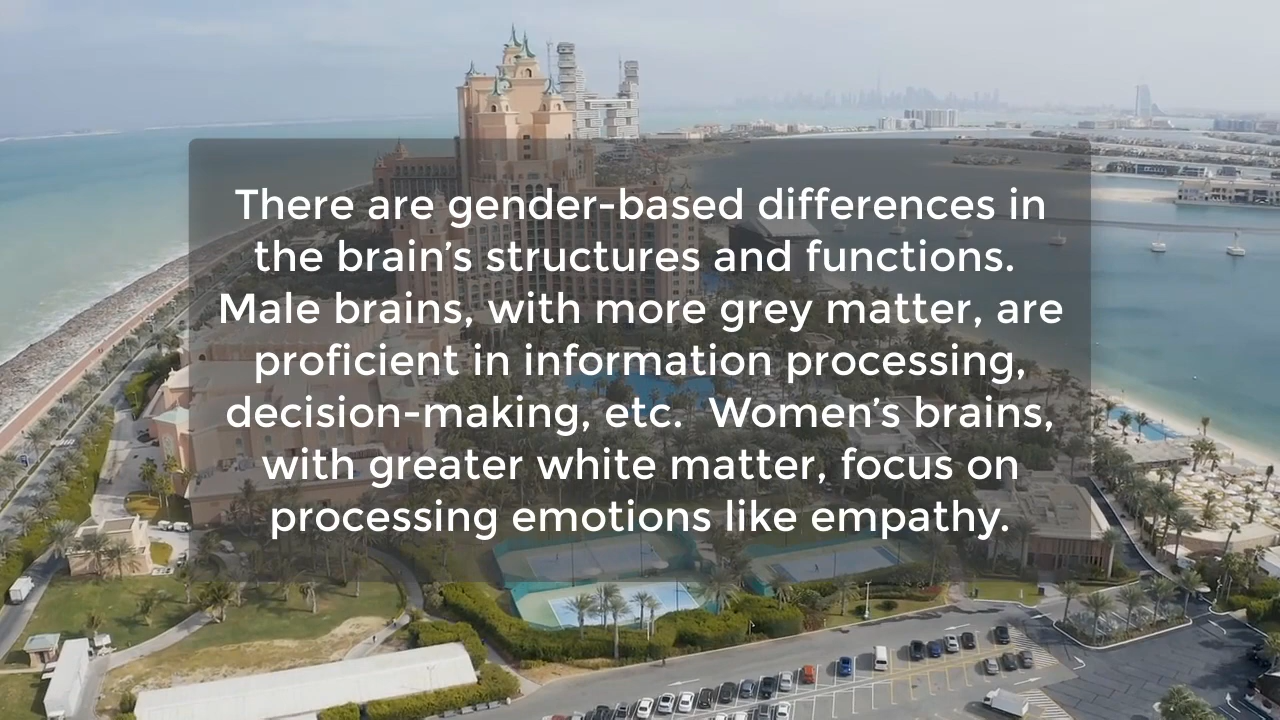 There are gender-based differences in
the brain’s structures and functions.
Male brains, with more grey matter, are
proficient in information processing,
decision-making, etc.  Women’s brains,
with greater white matter, focus on
processing emotions like empathy.